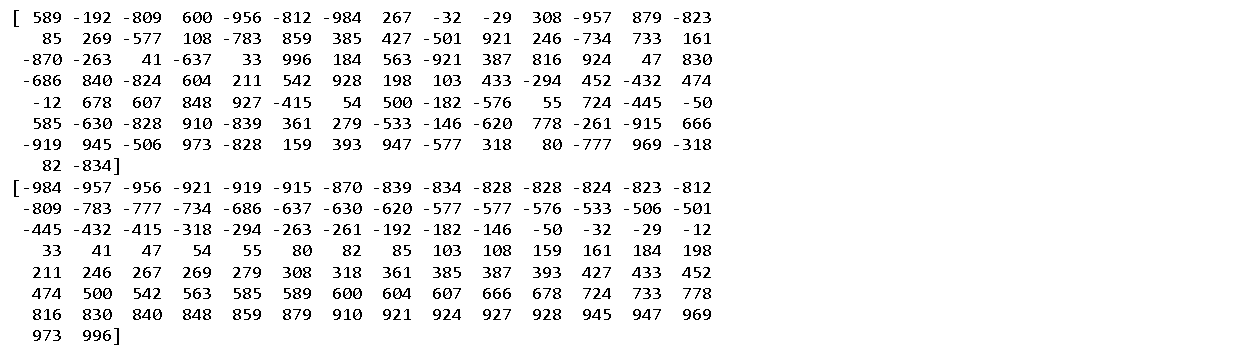 [ 589 -192 -809 600 -956 -812 -984 267 -32 -29 308 -957 879 -823
85 269 -577 108 -783 859 385 427 -501 921 246 -734 733 161
-870 -263 41 -637 33 996 184 563 -921 387 816 924 47 830
-686 840 -824 604 211 542 928 198 103 433 -294 452 -432 474
-12 678 607 848 927 -415 54 500 -182 -576 55 724 -445 -50
585 -630 -828 910 -839 361 279 -533 -146 -620 778 -261 -915 666
-919 945 -506 973 -828 159 393 947 -577 318 80 -777 969 -318
82 -834]
[-984 -957 -956 -921 -919 -915 -870 -839 -834 -828 -828 -824 -823 -812
-809 -783 -777 -734 -686 -637 -630 -620 -577 -577 -576 -533 -506 -501
-445 -432 -415 -318 -294 -263 -261 -192 -182 -146 -50 -32 -29 -12
33 41 47 54 55 80 82 85 103 108 159 161 184 198
211 246 267 269 279 308 318 361 385 387 393 427 433 452
474 500 542 563 585 589 600 604 607 666 678 724 733 778
816 830 840 848 859 879 910 921 924 927 928 945 947 969
973 996]